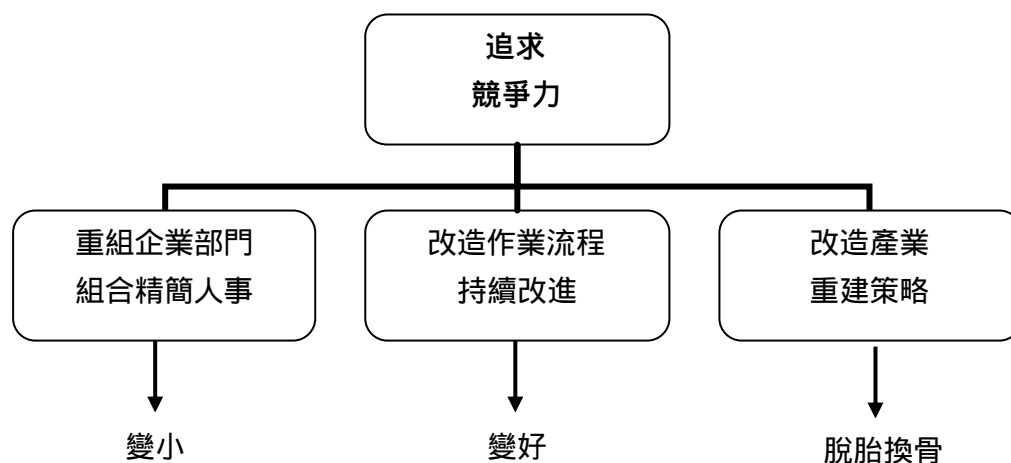 追求
競爭力
重組企業部門
組合精簡人事
改造作業流程
持續改進
改造產業
重建策略
變小
變好
脫胎換骨